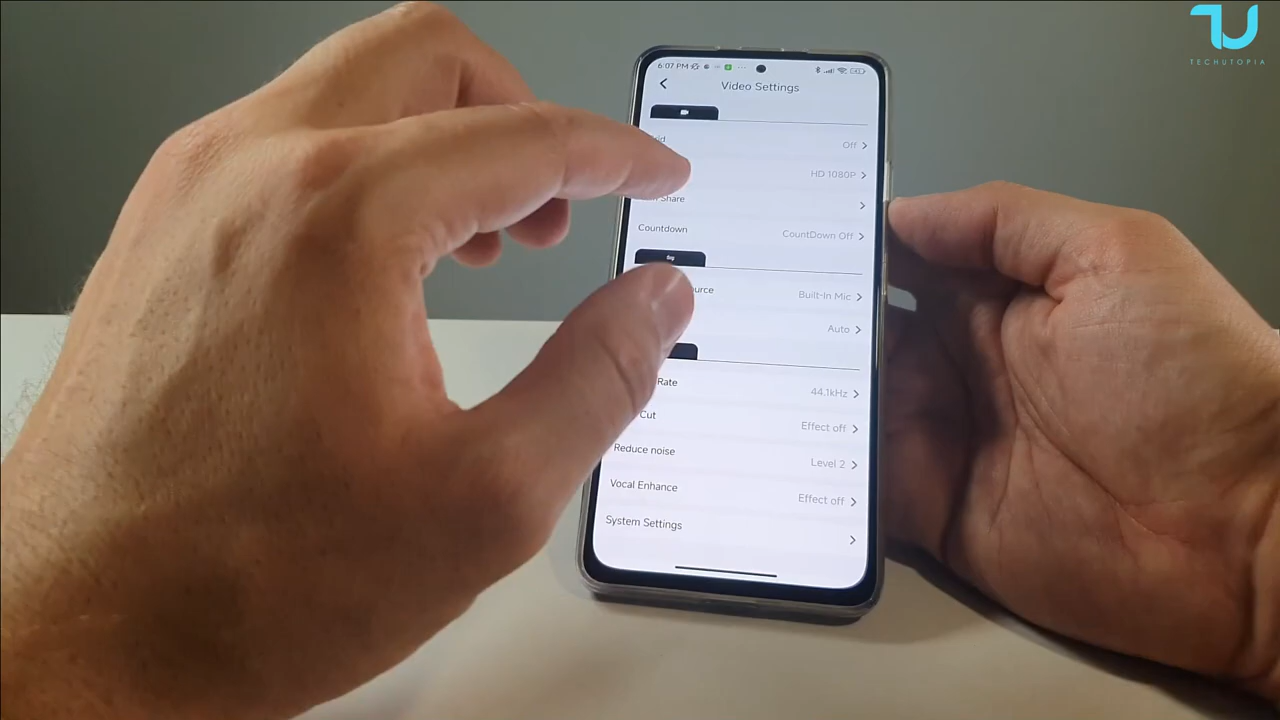 TECHUTOPIA
6:07 PM
Video Settings
Off
HD 1080P
Share
Countdown CountDown Off
Built-In Mic
Auto
Rate 44.1kHz
Cut Effect off
Reduce noise Level 2
Vocal Enhance Effect off
System Settings